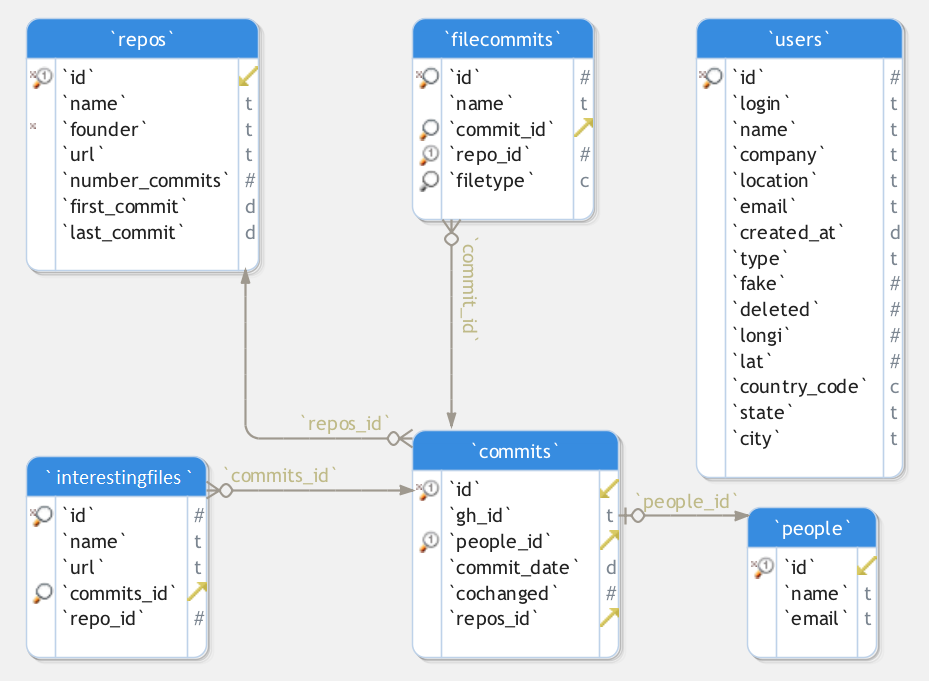 `repos`
`id`
`name` t
`founder` t
`url` t
`number_commits` #
`first_commit` d
`last_commit` d
`filecommits`
`id` #
`name` t
`commit_id`
`repo_id` #
`filetype` c
`users`
`id` #
`login` t
`name` t
`company` t
`location` t
`email` t
`created_at` d
`type` t
`fake` #
`deleted` #
`longi` #
`lat` #
`country_code` c
`state` t
`city` t
`commit_id`
`repos_id`
`commits_id`
`people_id`
`interestingfiles`
`id` #
`name` t
`url` t
`commits_id`
`repo_id` #
`commits`
`id`
`gh_id` t
`people_id`
`commit_date` d
`cochanged` #
`repos_id`
`people`
`id`
`name` t
`email` t